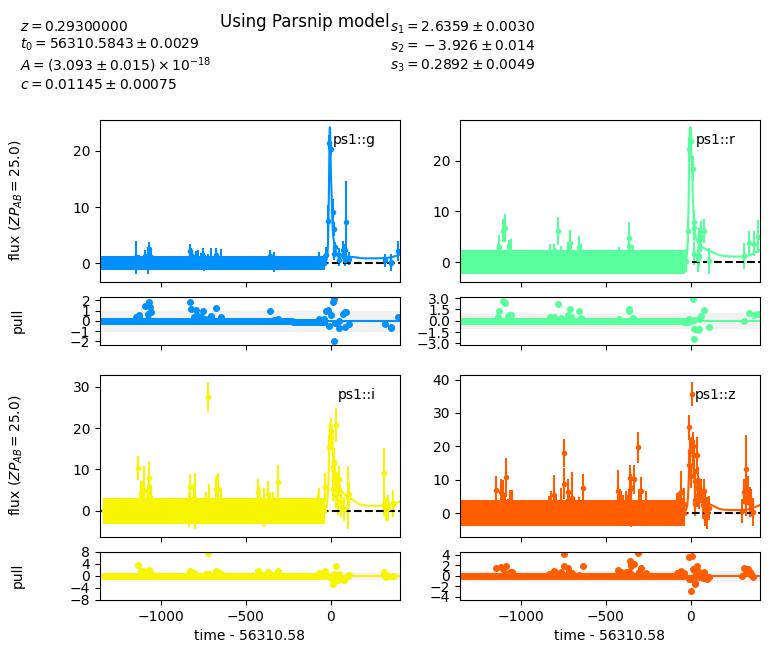 Using Parsnip model
z = 0.29300000
t₀ = 56310.5843 ± 0.0029
A = (3.093 ± 0.015) × 10⁻¹⁸
c = 0.01145 ± 0.00075
s₁ = 2.6359 ± 0.0030
s₂ = −3.926 ± 0.014
s₃ = 0.2892 ± 0.0049
flux (ZP_AB = 25.0)
20
10
0
ps1::g
20
10
0
ps1::r
pull
2
1
0
−1
−2
3.0
1.5
0.0
−1.5
−3.0
flux (ZP_AB = 25.0)
30
20
10
0
ps1::i
40
30
20
10
0
ps1::z
pull
8
4
0
−4
−8
4
2
0
−2
−4
−1000 −500 0
time - 56310.58
−1000 −500 0
time - 56310.58